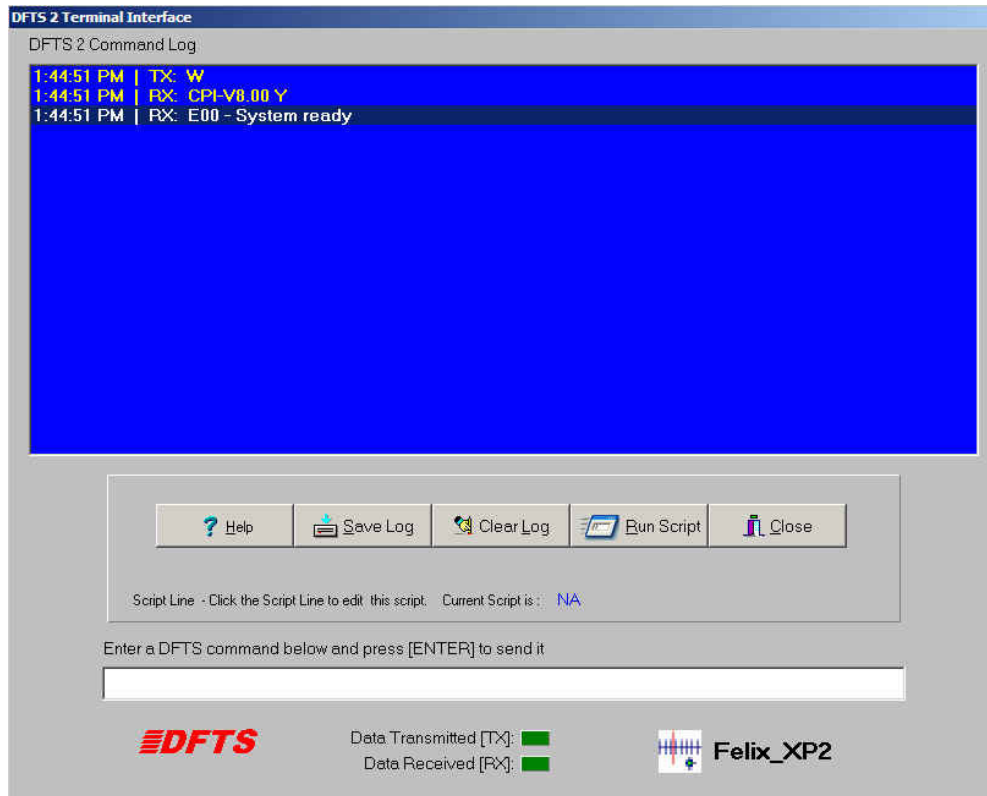 DFTS 2 Terminal Interface
DFTS 2 Command Log
1:44:51 PM | TX: W
1:44:51 PM | RX: CPI-V8.00 Y
1:44:51 PM | RX: E00 - System ready
? Help
Save Log
Clear Log
Run Script
Close
Script Line - Click the Script Line to edit this script. Current Script is : NA
Enter a DFTS command below and press [ENTER] to send it
DFTS
Data Transmitted [TX]:
Data Received [RX]:
Felix_XP2